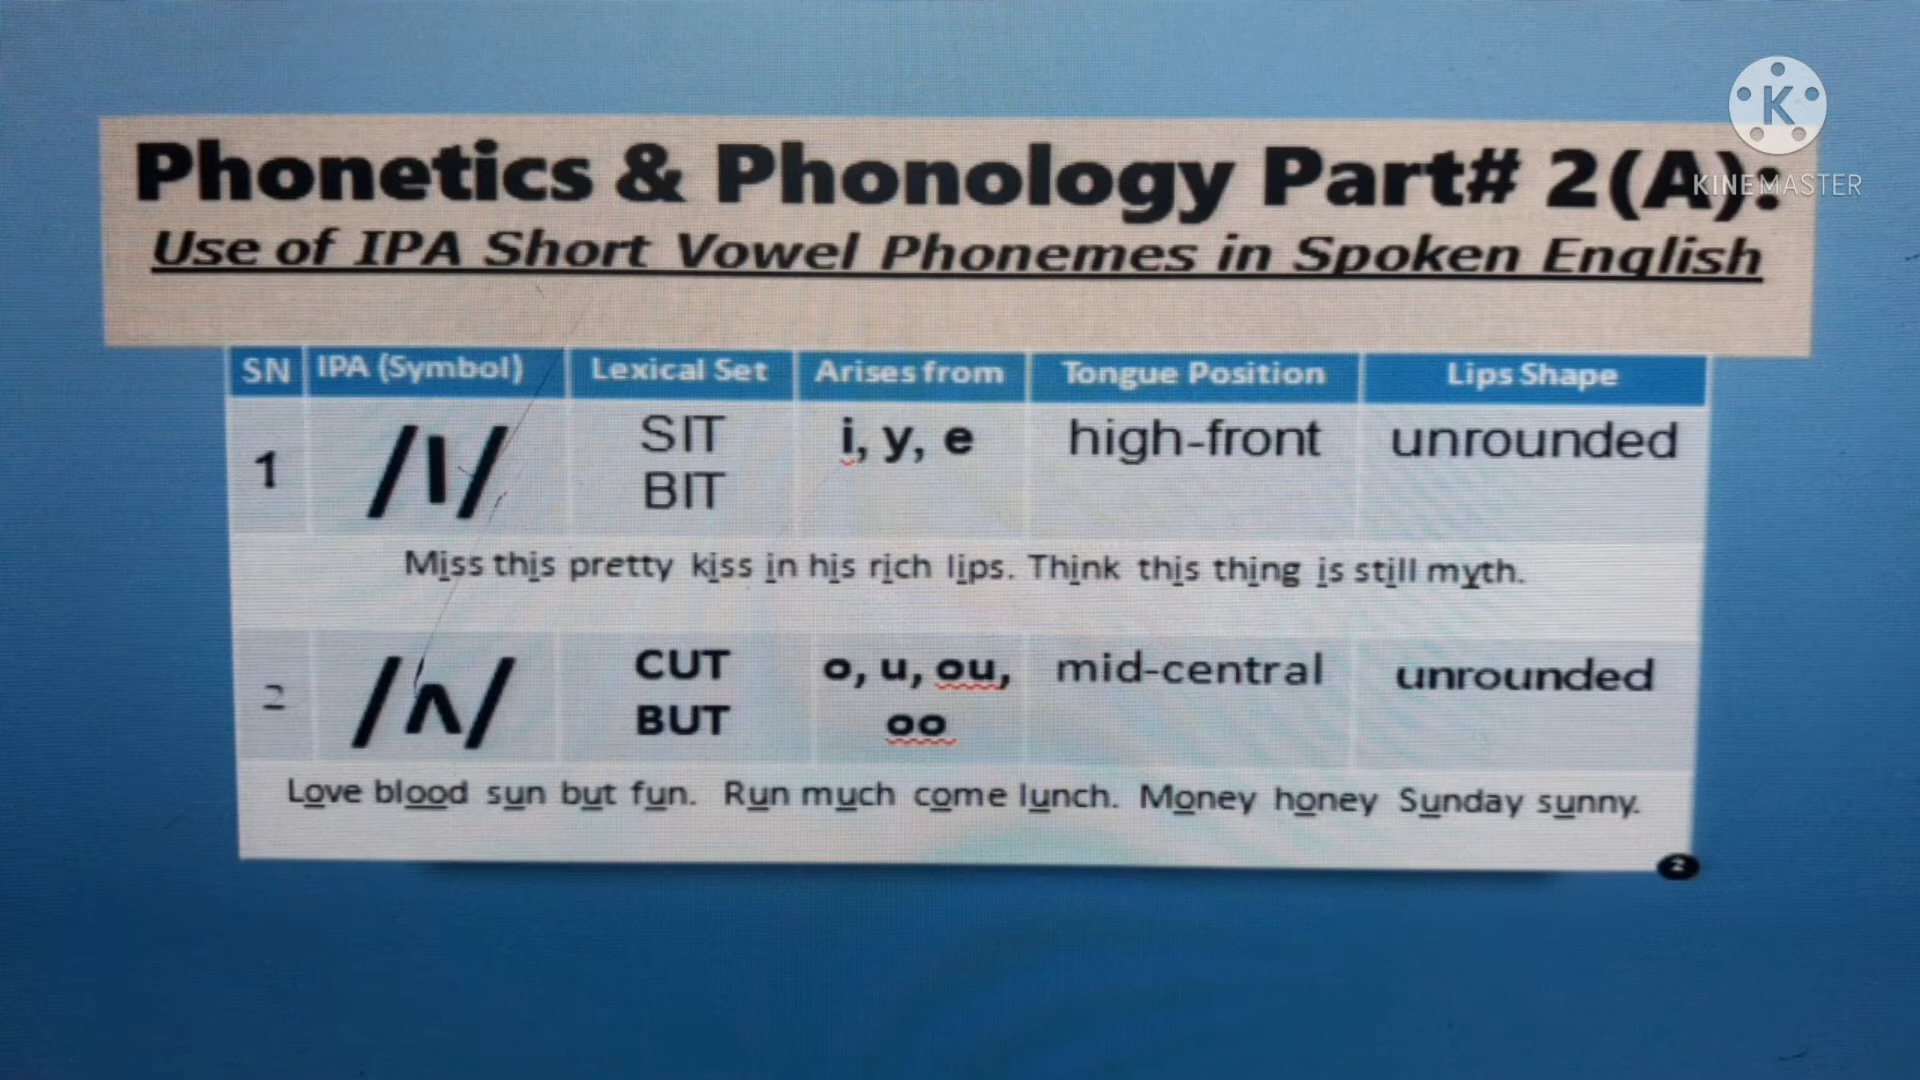 K
KINEMASTER
Phonetics & Phonology Part# 2(A):
Use of IPA Short Vowel Phonemes in Spoken English
SN IPA (Symbol) Lexical Set Arises from Tongue Position Lips Shape
1 /ɪ/ SIT BIT i, y, e high-front unrounded
Miss this pretty kiss in his rich lips. Think this thing is still myth.
2 /ʌ/ CUT BUT o, u, ou, oo mid-central unrounded
Love blood sun but fun. Run much come lunch. Money honey Sunday sunny.
2